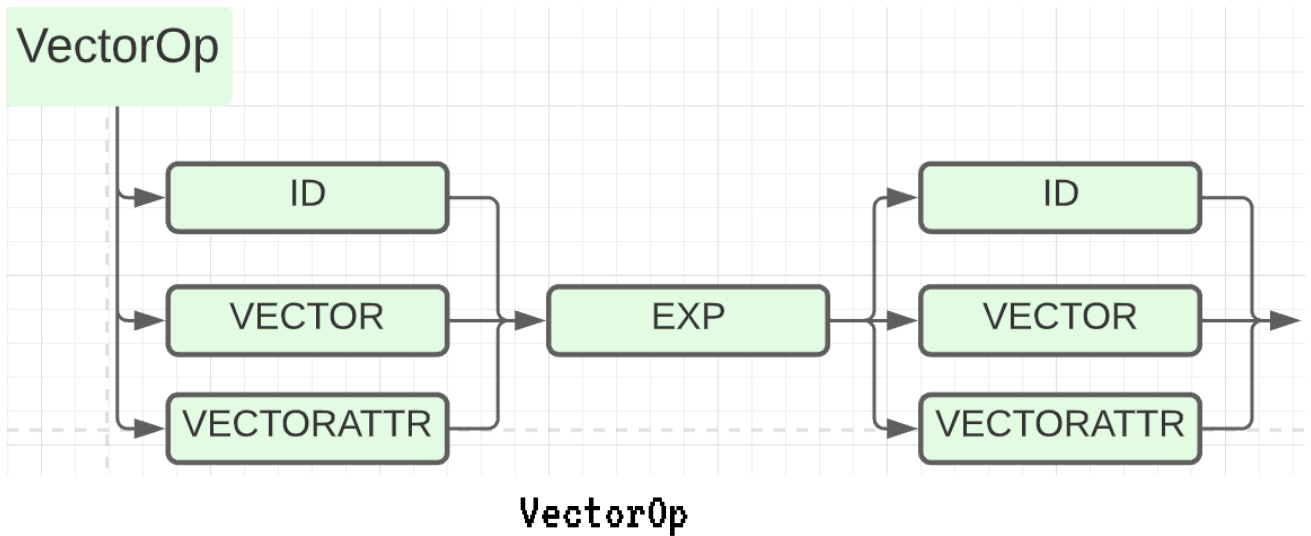 VectorOp
ID
ID
VECTOR
EXP
VECTOR
VECTORATTR
VECTORATTR
VectorOp